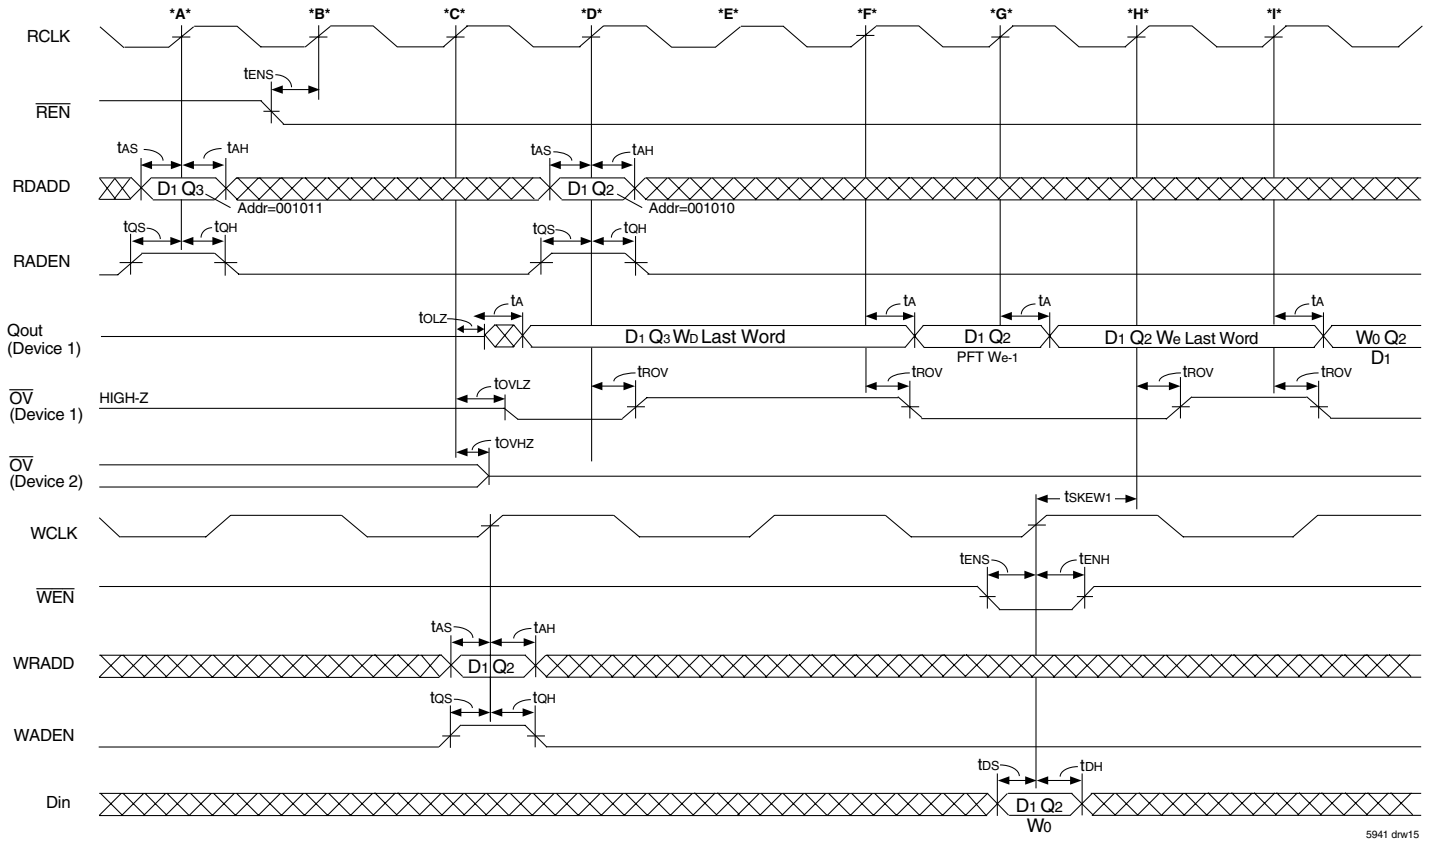 *A* *B* *C* *D* *E* *F* *G* *H* *I*
RCLK
tENS
REN
tAS tAH tAS tAH
RDADD D1 Q3 D1 Q2
Addr=001011 Addr=001010
tQS tQH tQS tQH
RADEN
tOLZ tA tA tA tA
Qout
(Device 1)
D1 Q3 WD Last Word D1 Q2 D1 Q2 We Last Word W0 Q2
PFT We-1 D1
tOVLZ tROV tROV tROV tROV
OV
(Device 1)
HIGH-Z
tOVHZ
OV
(Device 2)
tSKEW1
WCLK
tENS tENH
WEN
tAS tAH
WRADD D1 Q2
tQS tQH
WADEN
tDS tDH
Din D1 Q2
W0
5941 drw15